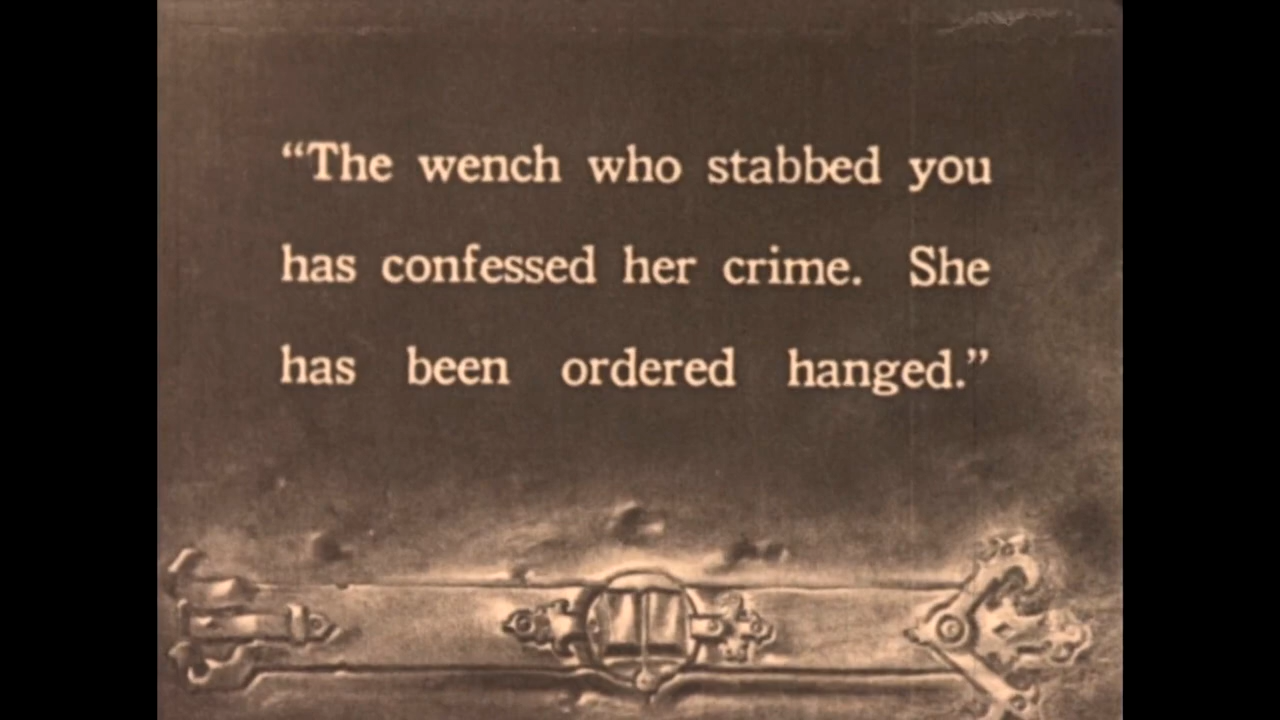 “The wench who stabbed you
has confessed her crime. She
has been ordered hanged.”